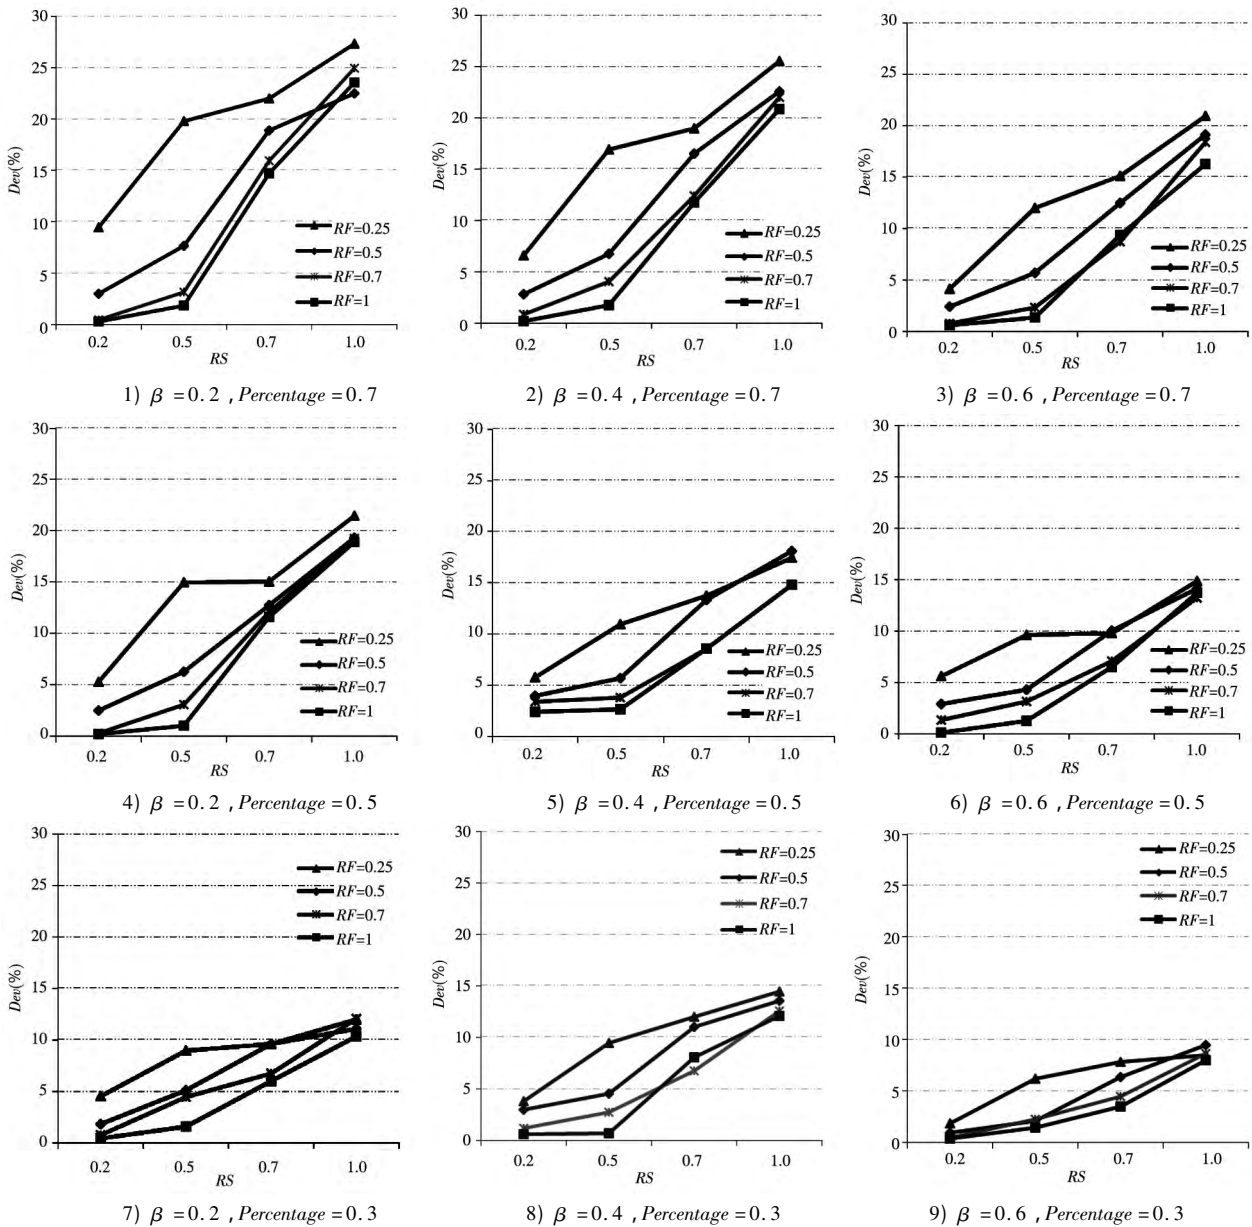 30
25
20
15
10
5
0
Dev(%)
0.2 0.5 0.7 1.0
RS
RF=0.25
RF=0.5
RF=0.7
RF=1
1) β =0.2 , Percentage =0.7
30
25
20
15
10
5
0
Dev(%)
0.2 0.5 0.7 1.0
RS
RF=0.25
RF=0.5
RF=0.7
RF=1
2) β =0.4 , Percentage =0.7
30
25
20
15
10
5
0
Dev(%)
0.2 0.5 0.7 1.0
RS
RF=0.25
RF=0.5
RF=0.7
RF=1
3) β =0.6 , Percentage =0.7
30
25
20
15
10
5
0
Dev(%)
0.2 0.5 0.7 1.0
RS
RF=0.25
RF=0.5
RF=0.7
RF=1
4) β =0.2 , Percentage =0.5
30
25
20
15
10
5
0
Dev(%)
0.2 0.5 0.7 1.0
RS
RF=0.25
RF=0.5
RF=0.7
RF=1
5) β =0.4 , Percentage =0.5
30
25
20
15
10
5
0
Dev(%)
0.2 0.5 0.7 1.0
RS
RF=0.25
RF=0.5
RF=0.7
RF=1
6) β =0.6 , Percentage =0.5
30
25
20
15
10
5
0
Dev(%)
0.2 0.5 0.7 1.0
RS
RF=0.25
RF=0.5
RF=0.7
RF=1
7) β =0.2 , Percentage =0.3
30
25
20
15
10
5
0
Dev(%)
0.2 0.5 0.7 1.0
RS
RF=0.25
RF=0.5
RF=0.7
RF=1
8) β =0.4 , Percentage =0.3
30
25
20
15
10
5
0
Dev(%)
0.2 0.5 0.7 1.0
RS
RF=0.25
RF=0.5
RF=0.7
RF=1
9) β =0.6 , Percentage =0.3